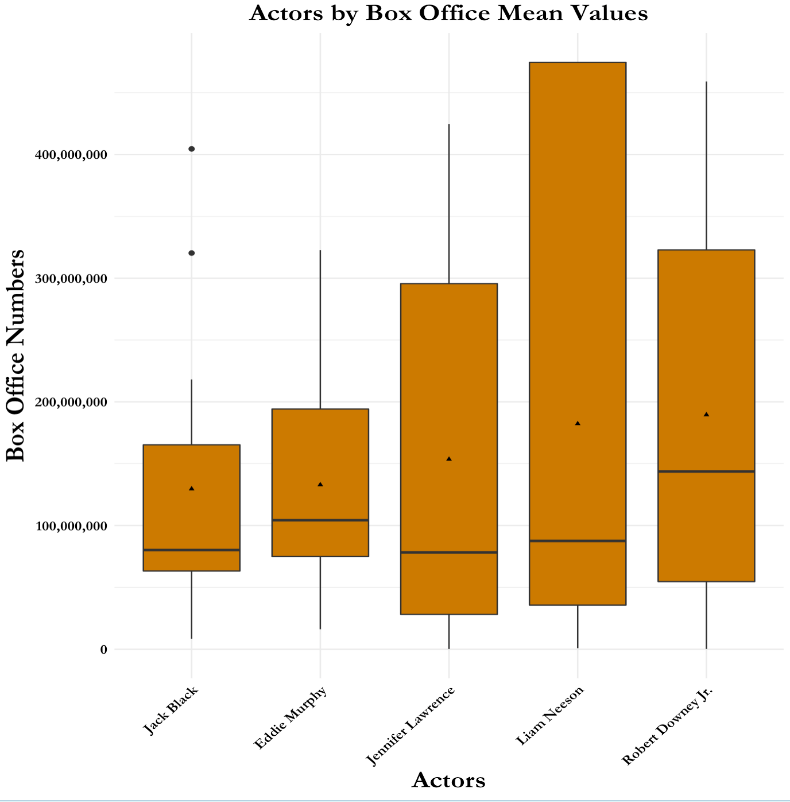 Actors by Box Office Mean Values
Box Office Numbers
400,000,000
300,000,000
200,000,000
100,000,000
0
Jack Black
Eddie Murphy
Jennifer Lawrence
Liam Neeson
Robert Downey Jr.
Actors